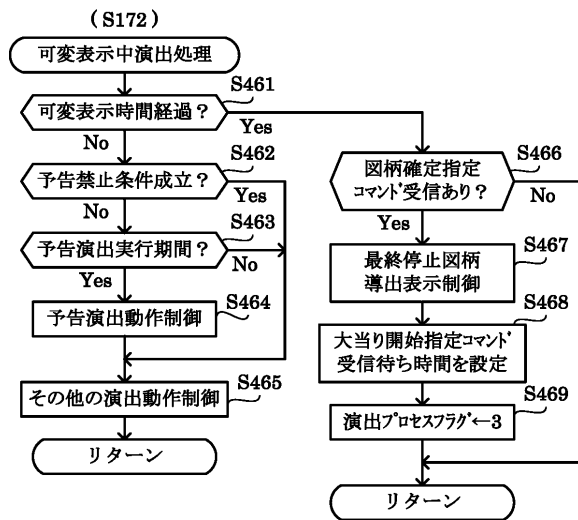 (S172)
可変表示中演出処理
S461
可変表示時間経過?
Yes
No
S462
予告禁止条件成立?
Yes
No
S463
予告演出実行期間?
No
Yes
S464
予告演出動作制御
S465
その他の演出動作制御
リターン
S466
図柄確定指定
コマンド受信あり?
No
Yes
S467
最終停止図柄
導出表示制御
S468
大当り開始指定コマンド
受信待ち時間を設定
S469
演出プロセスフラグ←3
リターン